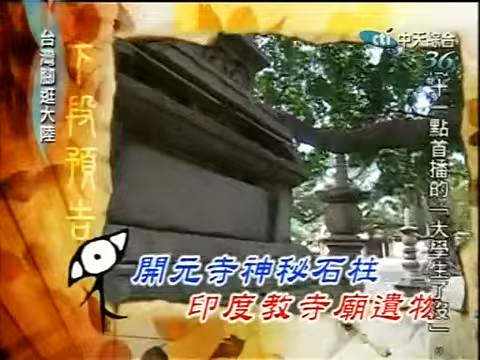 中天綜合
36
台灣腳逛大陸
下段預告
十一點首播的「大學生了沒」
開元寺神秘石柱
印度教寺廟遺物